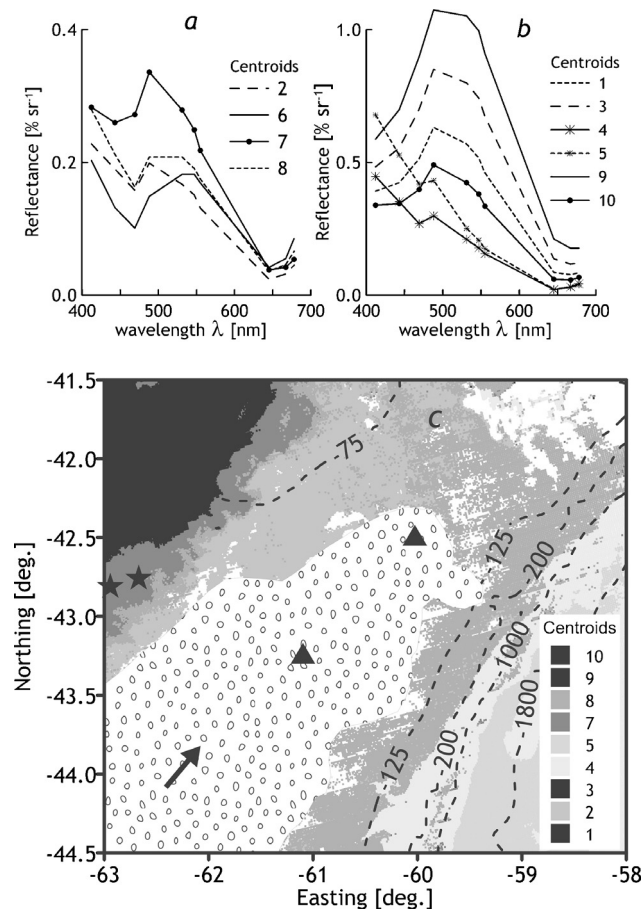 a
0.4
0.2
0.0
Reflectance [% sr⁻¹]
400 500 600 700
wavelength λ [nm]
Centroids
2
6
7
8
b
1.0
0.5
0.0
Reflectance [% sr⁻¹]
400 500 600 700
wavelength λ [nm]
Centroids
1
3
4
5
9
10
c
-41.5
-42.0
-42.5
-43.0
-43.5
-44.0
-44.5
Northing [deg.]
-75
-125
-200
1000
-1800
-125
-200
Centroids
10
9
8
7
5
4
3
2
1
-63 -62 -61 -60 -59 -58
Easting [deg.]